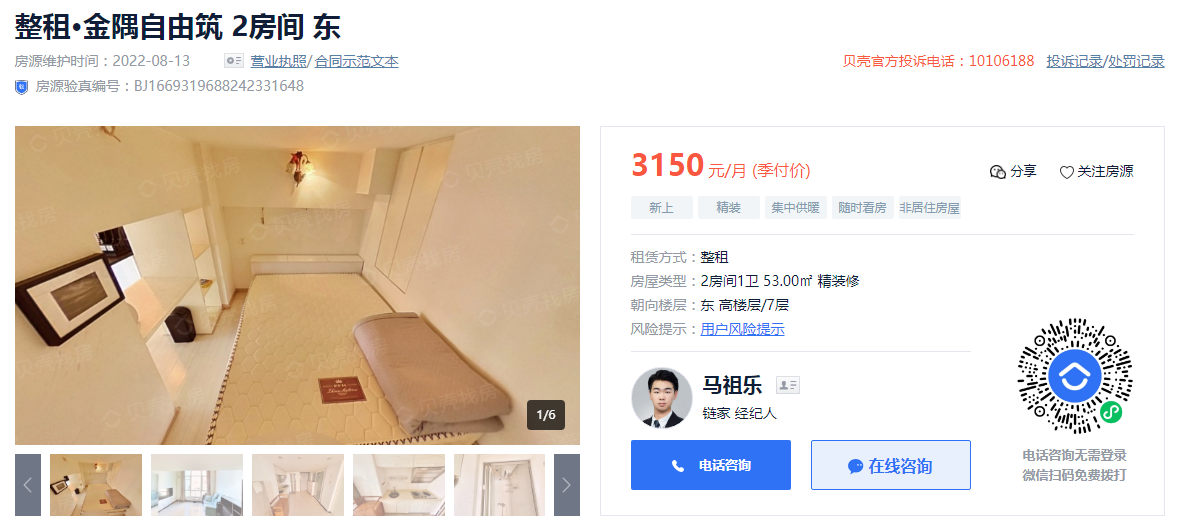 整租·金隅自由筑 2房间 东
房源维护时间：2022-08-13 营业执照/合同示范文本
贝壳官方投诉电话：10106188 投诉记录/处罚记录
房源验真编号：BJ1669319688242331648
贝壳找房
1/6
3150 元/月 (季付价)
分享 关注房源
新上 精装 集中供暖 随时看房 非居住房屋
租赁方式：整租
房屋类型：2房间1卫 53.00㎡ 精装修
朝向楼层：东 高楼层/7层
风险提示：用户风险提示
马祖乐
链家 经纪人
电话咨询 在线咨询
电话咨询无需登录
微信扫码免费拨打